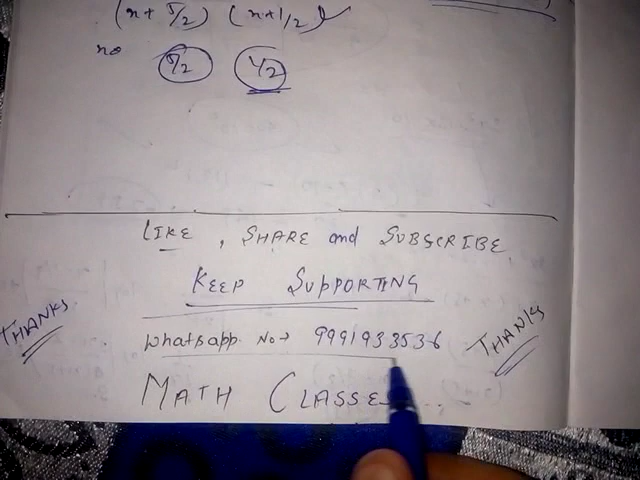 (x + 5/2) (x + 1/2)
no 5/2 1/2
LIKE , SHARE and SUBSCRIBE
KEEP SUPPORTING
THANKS
Whatsapp No → 9991933536
THANKS
MATH CLASSES...